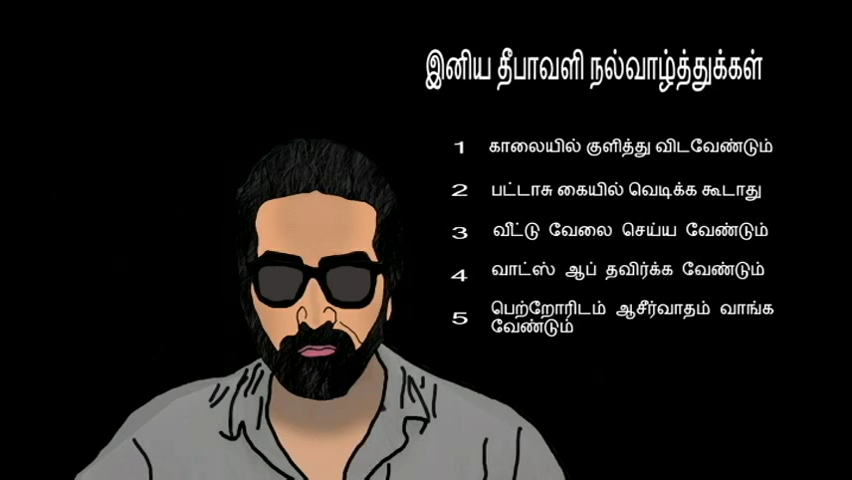 இனிய தீபாவளி நல்வாழ்த்துக்கள்
1 காலையில் குளித்து விடவேண்டும்
2 பட்டாசு கையில் வெடிக்க கூடாது
3 வீட்டு வேலை செய்ய வேண்டும்
4 வாட்ஸ் ஆப் தவிர்க்க வேண்டும்
5 பெற்றோரிடம் ஆசீர்வாதம் வாங்க
வேண்டும்